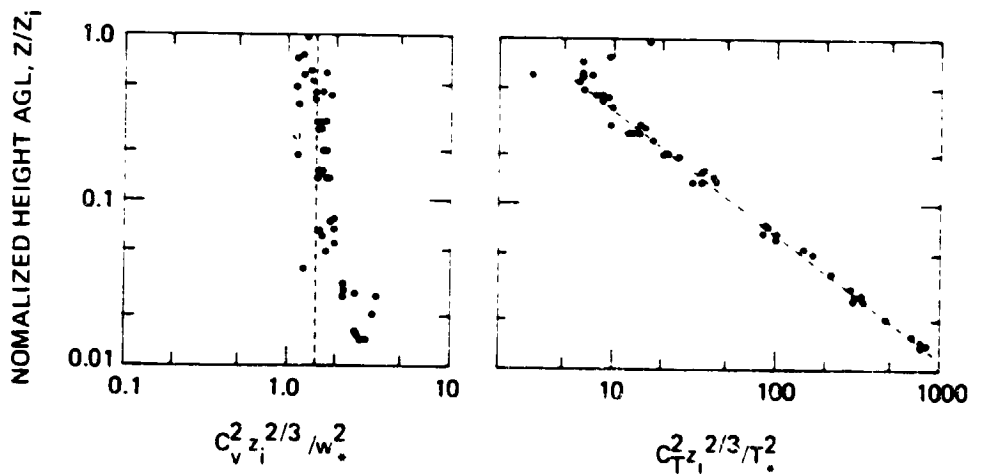 NOMALIZED HEIGHT AGL, Z/Zᵢ
1.0
0.1
0.01
0.1 1.0 10
10 100 1000
C_v^2 z_i^{2/3}/w_*^2
C_T^2 z_i^{2/3}/T_*^2